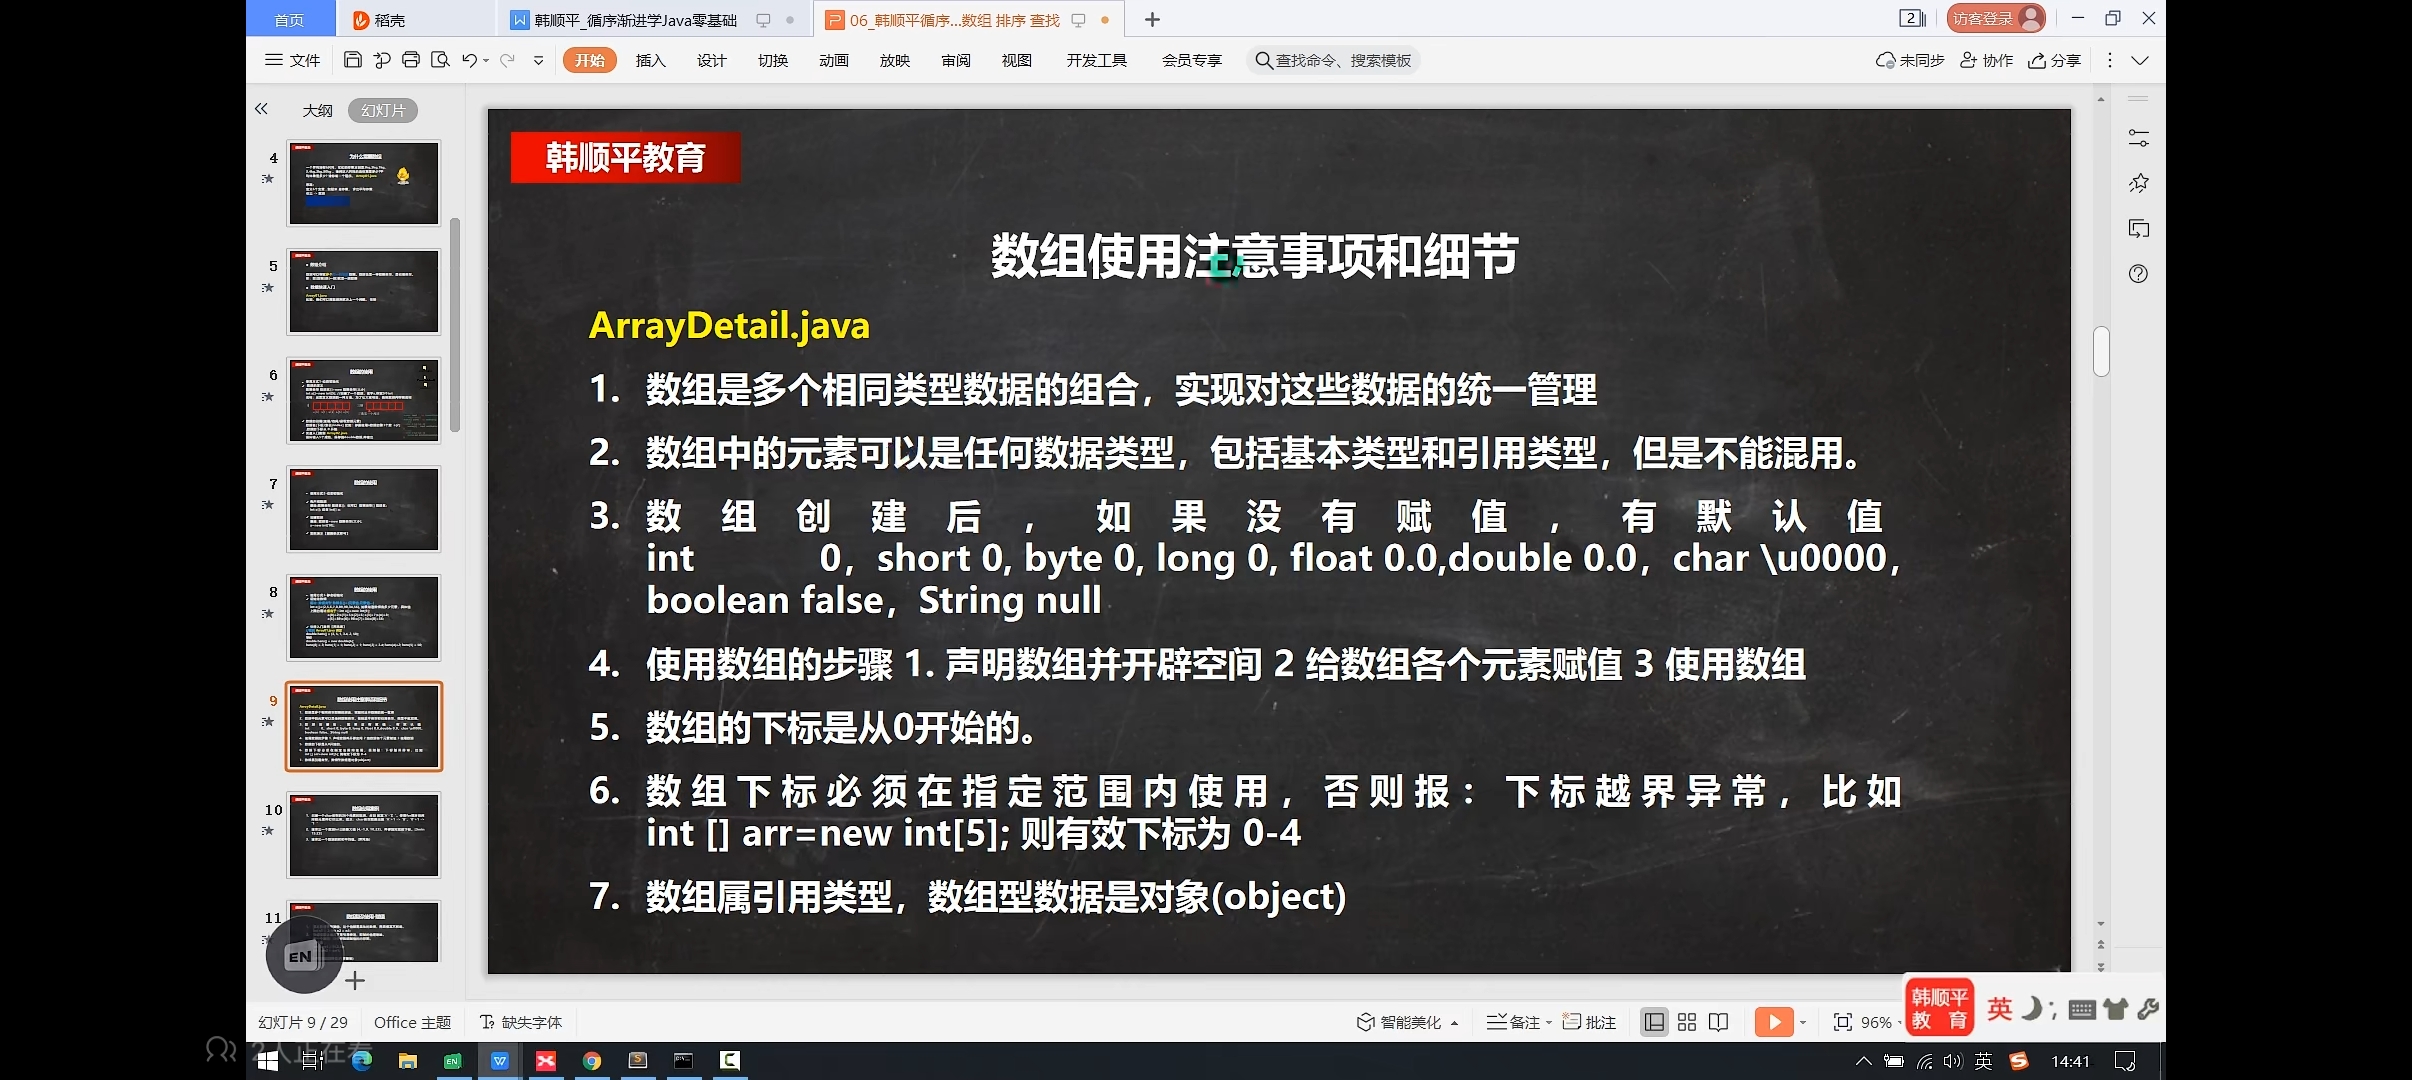 首页
稻壳
韩顺平_循序渐进学Java零基础
06_韩顺平循序...数组 排序 查找
2
访客登录
文件
开始
插入
设计
切换
动画
放映
审阅
视图
开发工具
会员专享
查找命令、搜索模板
未同步
协作
分享
大纲
幻灯片
4
5
6
7
8
9
10
11
韩顺平教育
数组使用注意事项和细节
ArrayDetail.java
1. 数组是多个相同类型数据的组合，实现对这些数据的统一管理
2. 数组中的元素可以是任何数据类型，包括基本类型和引用类型，但是不能混用。
3. 数组创建后，如果没有赋值，有默认值
int 0，short 0, byte 0, long 0, float 0.0,double 0.0，char \u0000，
boolean false，String null
4. 使用数组的步骤 1. 声明数组并开辟空间 2 给数组各个元素赋值 3 使用数组
5. 数组的下标是从0开始的。
6. 数组下标必须在指定范围内使用，否则报：下标越界异常，比如
int [] arr=new int[5]; 则有效下标为 0-4
7. 数组属引用类型，数组型数据是对象(object)
EN
幻灯片 9 / 29
Office 主题
缺失字体
智能美化
备注
批注
96%
韩顺平
教 育
英
2人正在看
英
14:41